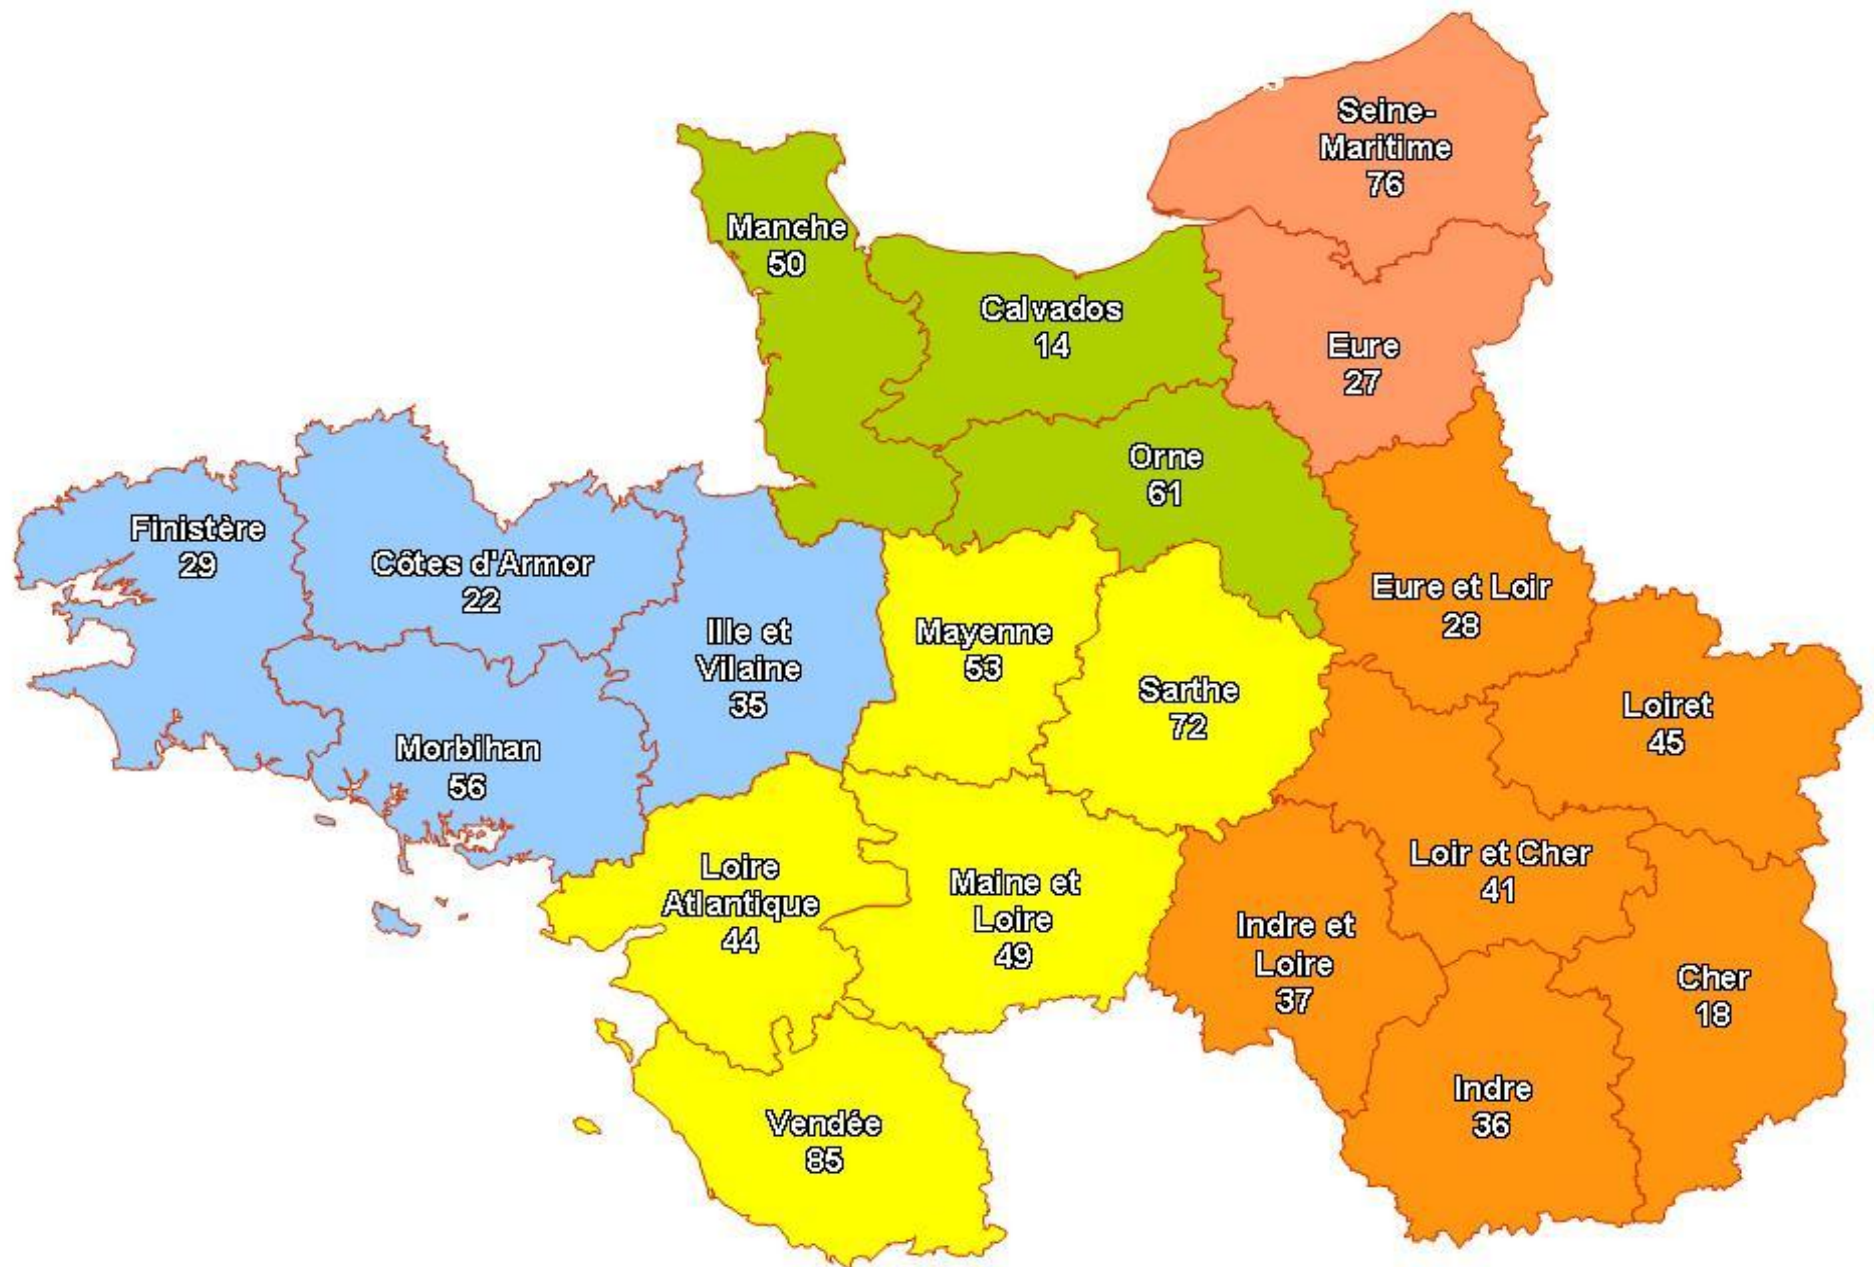 Seine-
Maritime
76
Manche
50
Calvados
14
Eure
27
Orne
61
Finistère
29
Côtes d'Armor
22
Ille et
Vilaine
35
Mayenne
53
Eure et Loir
28
Sarthe
72
Loiret
45
Morbihan
56
Loire
Atlantique
44
Maine et
Loire
49
Loir et Cher
41
Indre et
Loire
37
Cher
18
Indre
36
Vendée
85